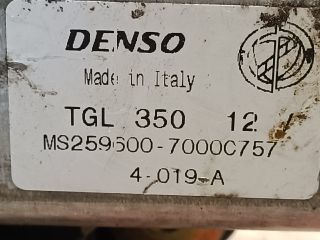 DENSO
Made in Italy
TGL 350 12
MS259600-7000C757
4-019-A